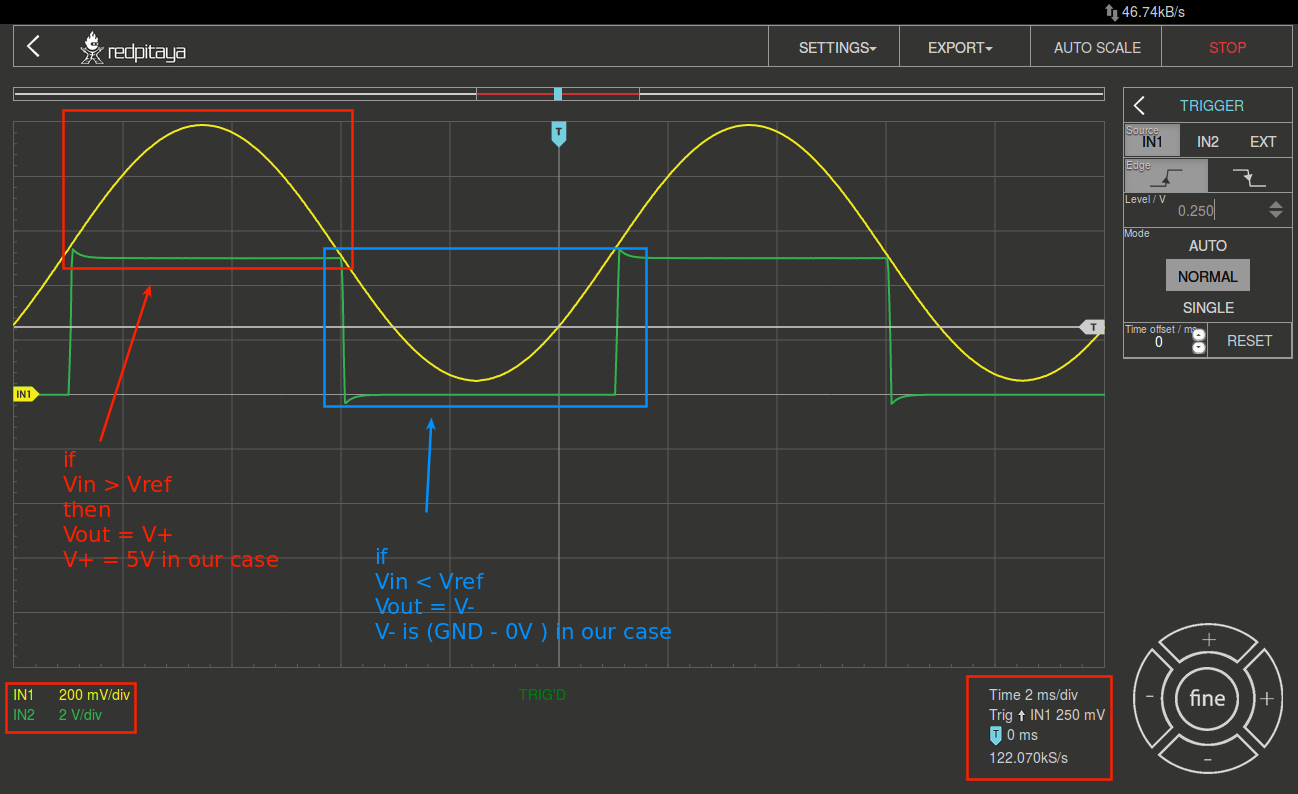 46.74kB/s
redpitaya
SETTINGS
EXPORT
AUTO SCALE
STOP
TRIGGER
Source
IN1
IN2
EXT
Edge
Level / V
0.250
Mode
AUTO
NORMAL
SINGLE
Time offset / ms
0
RESET
T
T
IN1
if
Vin > Vref
then
Vout = V+
V+ = 5V in our case
if
Vin < Vref
Vout = V-
V- is (GND - 0V ) in our case
IN1 200 mV/div
IN2 2 V/div
TRIG'D
Time 2 ms/div
Trig IN1 250 mV
T 0 ms
122.070kS/s
+
- fine +
-